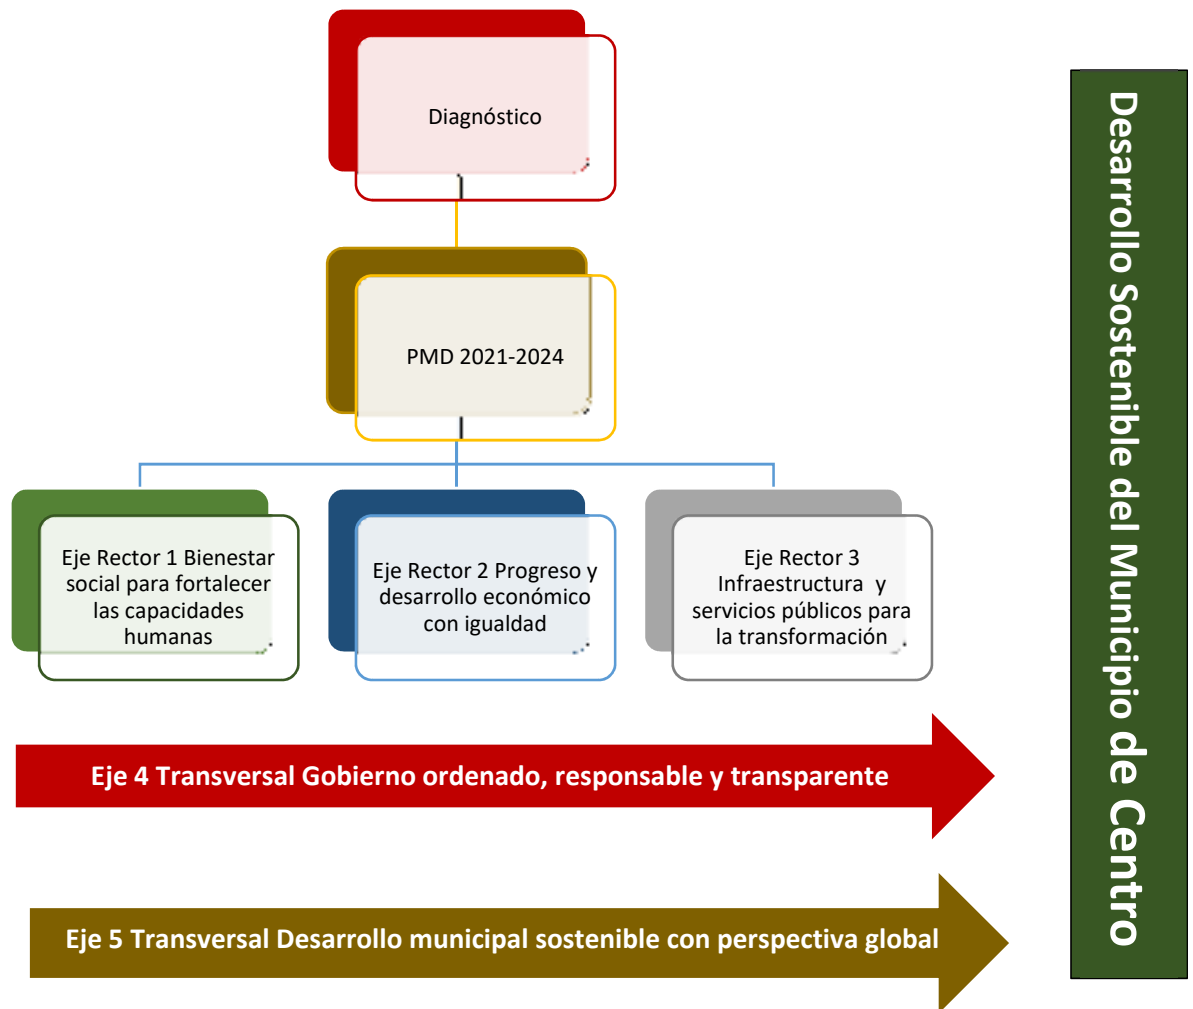 Diagnóstico
PMD 2021-2024
Eje Rector 1 Bienestar
social para fortalecer
las capacidades
humanas
Eje Rector 2 Progreso y
desarrollo económico
con igualdad
Eje Rector 3
Infraestructura y
servicios públicos para
la transformación
Eje 4 Transversal Gobierno ordenado, responsable y transparente
Eje 5 Transversal Desarrollo municipal sostenible con perspectiva global
Desarrollo Sostenible del Municipio de Centro